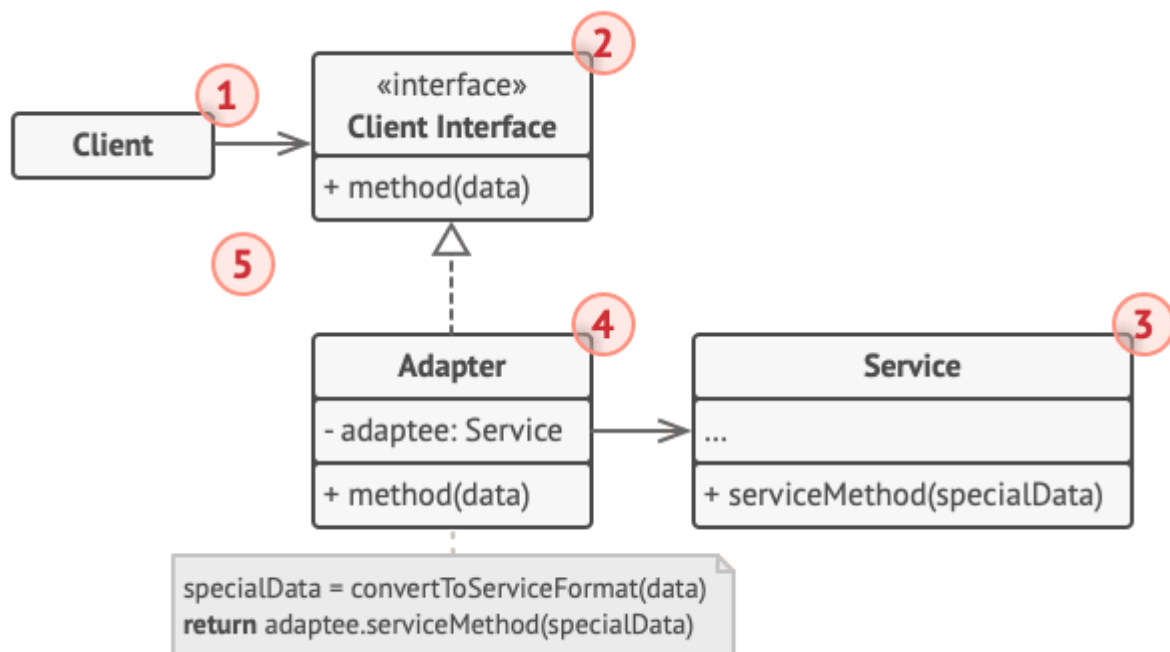 1
2
«interface»
Client Interface
Client
+ method(data)
5
4
3
Adapter
Service
- adaptee: Service
...
+ method(data)
+ serviceMethod(specialData)
specialData = convertToServiceFormat(data)
return adaptee.serviceMethod(specialData)